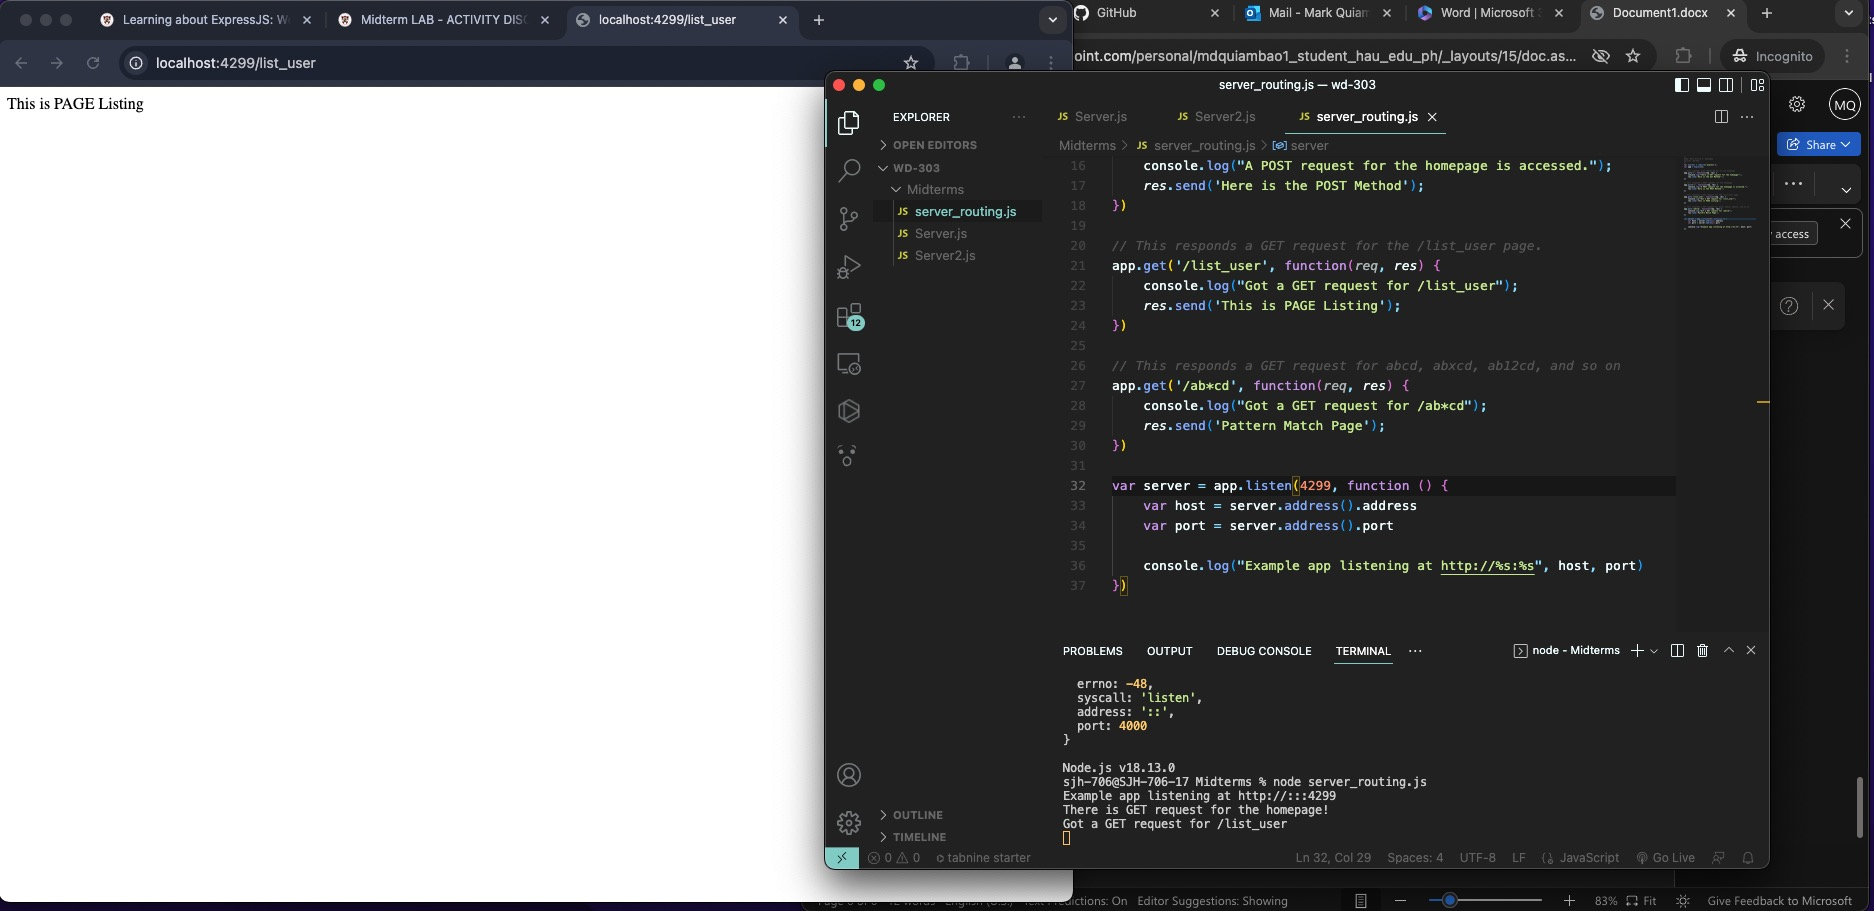 Learning about ExpressJS: W
Midterm LAB - ACTIVITY DISC
localhost:4299/list_user
localhost:4299/list_user
This is PAGE Listing
GitHub
Mail - Mark Quiam
Word | Microsoft 3
Document1.docx
oint.com/personal/mdquiambao1_student_hau_edu_ph/_layouts/15/doc.as...
Incognito
MQ
Share
access
server_routing.js — wd-303
EXPLORER
OPEN EDITORS
WD-303
Midterms
JS server_routing.js
JS Server.js
JS Server2.js
12
OUTLINE
TIMELINE
JS Server.js
JS Server2.js
JS server_routing.js
Midterms > JS server_routing.js > server
16 console.log("A POST request for the homepage is accessed.");
17 res.send('Here is the POST Method');
18 })
19
20 // This responds a GET request for the /list_user page.
21 app.get('/list_user', function(req, res) {
22 console.log("Got a GET request for /list_user");
23 res.send('This is PAGE Listing');
24 })
25
26 // This responds a GET request for abcd, abxcd, ab12cd, and so on
27 app.get('/ab*cd', function(req, res) {
28 console.log("Got a GET request for /ab*cd");
29 res.send('Pattern Match Page');
30 })
31
32 var server = app.listen(4299, function () {
33 var host = server.address().address
34 var port = server.address().port
35
36 console.log("Example app listening at http://%s:%s", host, port)
37 })
PROBLEMS OUTPUT DEBUG CONSOLE TERMINAL
node - Midterms
errno: -48,
syscall: 'listen',
address: '::',
port: 4000
}
Node.js v18.13.0
sjh-706@SJH-706-17 Midterms % node server_routing.js
Example app listening at http://:::4299
There is GET request for the homepage!
Got a GET request for /list_user
0 0 tabnine starter
Ln 32, Col 29 Spaces: 4 UTF-8 LF JavaScript Go Live
Text Predictions: On Editor Suggestions: Showing
83% Fit Give Feedback to Microsoft